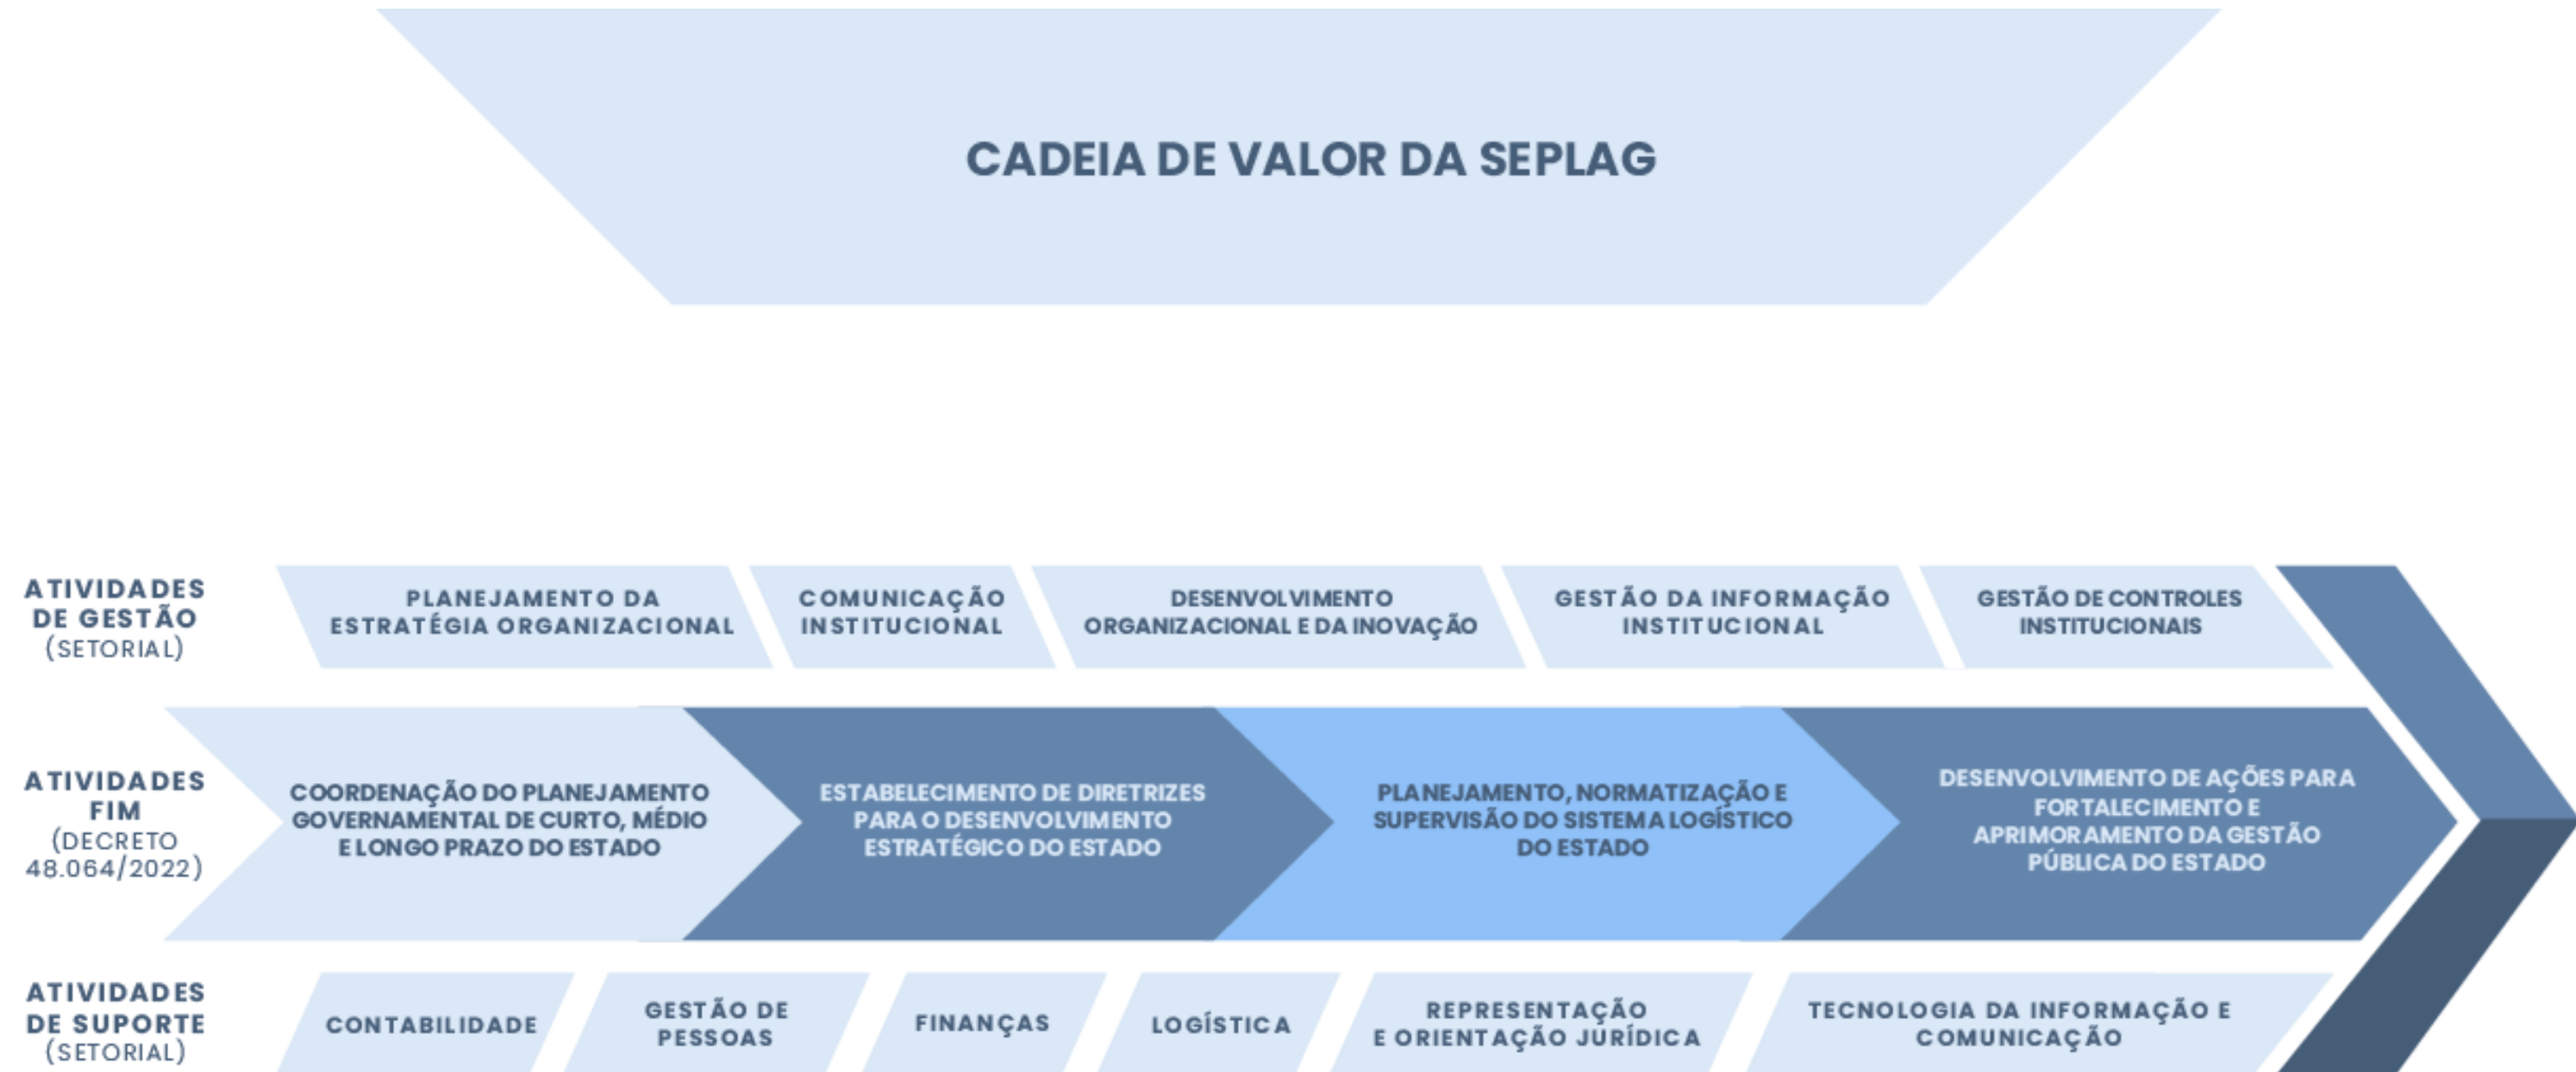 CADEIA DE VALOR DA SEPLAG
ATIVIDADES
DE GESTÃO
(SETORIAL)
PLANEJAMENTO DA
ESTRATÉGIA ORGANIZACIONAL
COMUNICAÇÃO
INSTITUCIONAL
DESENVOLVIMENTO
ORGANIZACIONAL E DA INOVAÇÃO
GESTÃO DA INFORMAÇÃO
INSTITUCIONAL
GESTÃO DE CONTROLES
INSTITUCIONAIS
ATIVIDADES
FIM
(DECRETO
48.064/2022)
COORDENAÇÃO DO PLANEJAMENTO
GOVERNAMENTAL DE CURTO, MÉDIO
E LONGO PRAZO DO ESTADO
ESTABELECIMENTO DE DIRETRIZES
PARA O DESENVOLVIMENTO
ESTRATÉGICO DO ESTADO
PLANEJAMENTO, NORMATIZAÇÃO E
SUPERVISÃO DO SISTEMA LOGÍSTICO
DO ESTADO
DESENVOLVIMENTO DE AÇÕES PARA
FORTALECIMENTO E
APRIMORAMENTO DA GESTÃO
PÚBLICA DO ESTADO
ATIVIDADES
DE SUPORTE
(SETORIAL)
CONTABILIDADE
GESTÃO DE
PESSOAS
FINANÇAS
LOGÍSTICA
REPRESENTAÇÃO
E ORIENTAÇÃO JURÍDICA
TECNOLOGIA DA INFORMAÇÃO E
COMUNICAÇÃO